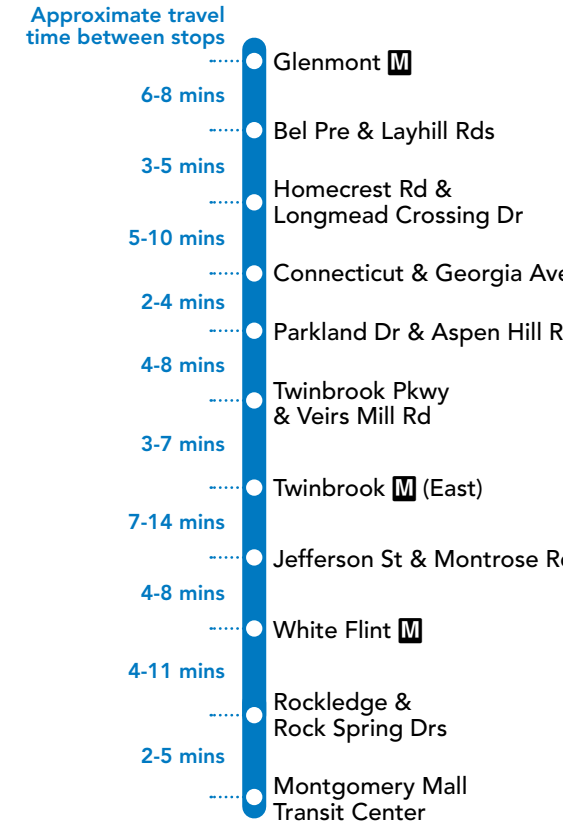 Approximate travel
time between stops
Glenmont M
6-8 mins
Bel Pre & Layhill Rds
3-5 mins
Homecrest Rd &
Longmead Crossing Dr
5-10 mins
Connecticut & Georgia Ave
2-4 mins
Parkland Dr & Aspen Hill R
4-8 mins
Twinbrook Pkwy
& Veirs Mill Rd
3-7 mins
Twinbrook M (East)
7-14 mins
Jefferson St & Montrose Rd
4-8 mins
White Flint M
4-11 mins
Rockledge &
Rock Spring Drs
2-5 mins
Montgomery Mall
Transit Center